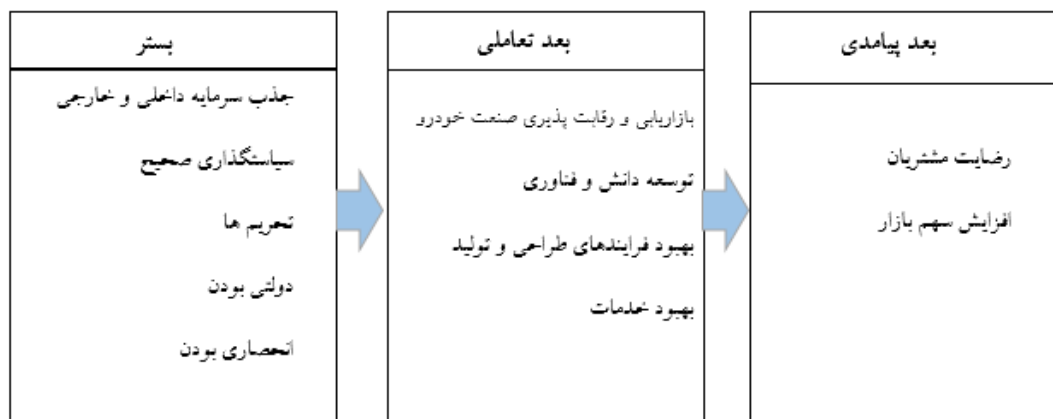 بستر
جذب سرمایه داخلی و خارجی
سیاستگذاری صحیح
تحریم ها
دولتی بودن
انحصاری بودن
بعد تعاملی
بازاریابی و رقابت پذیری صنعت خودرو
توسعه دانش و فناوری
بهبود فرایندهای طراحی و تولید
بهبود خدمات
بعد پیامدی
رضایت مشتریان
افزایش سهم بازار